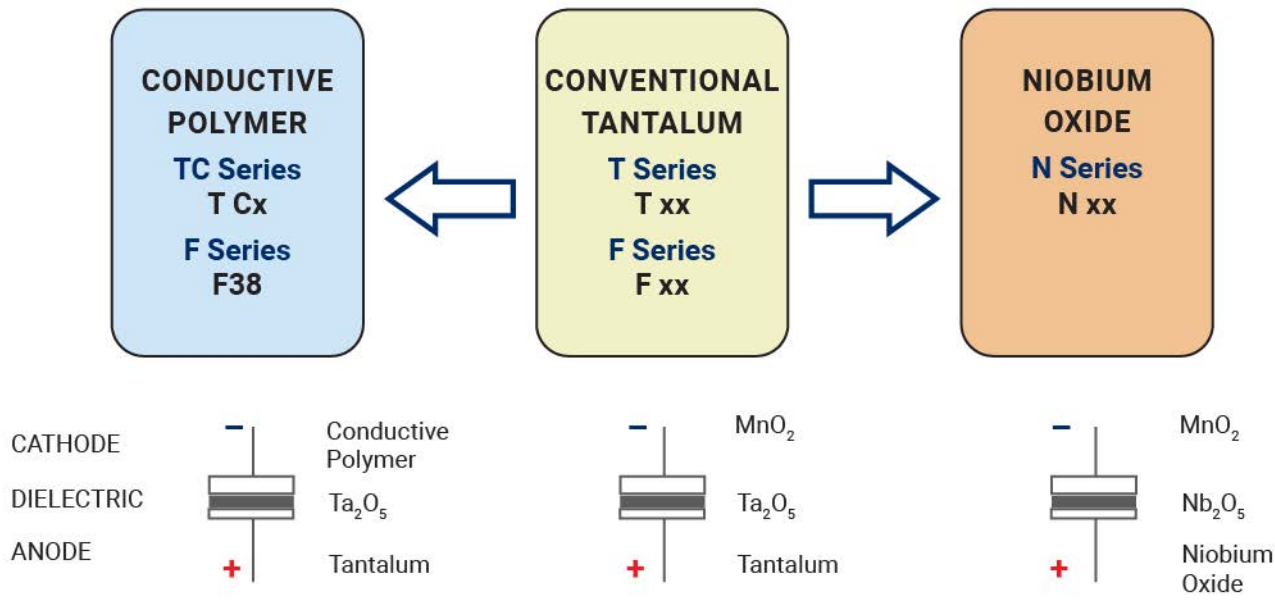 CONDUCTIVE
POLYMER
TC Series
T Cx
F Series
F38
CONVENTIONAL
TANTALUM
T Series
T xx
F Series
F xx
NIOBIUM
OXIDE
N Series
N xx
CATHODE
DIELECTRIC
ANODE
−
+
Conductive
Polymer
Ta₂O₅
Tantalum
−
+
MnO₂
Ta₂O₅
Tantalum
−
+
MnO₂
Nb₂O₅
Niobium
Oxide